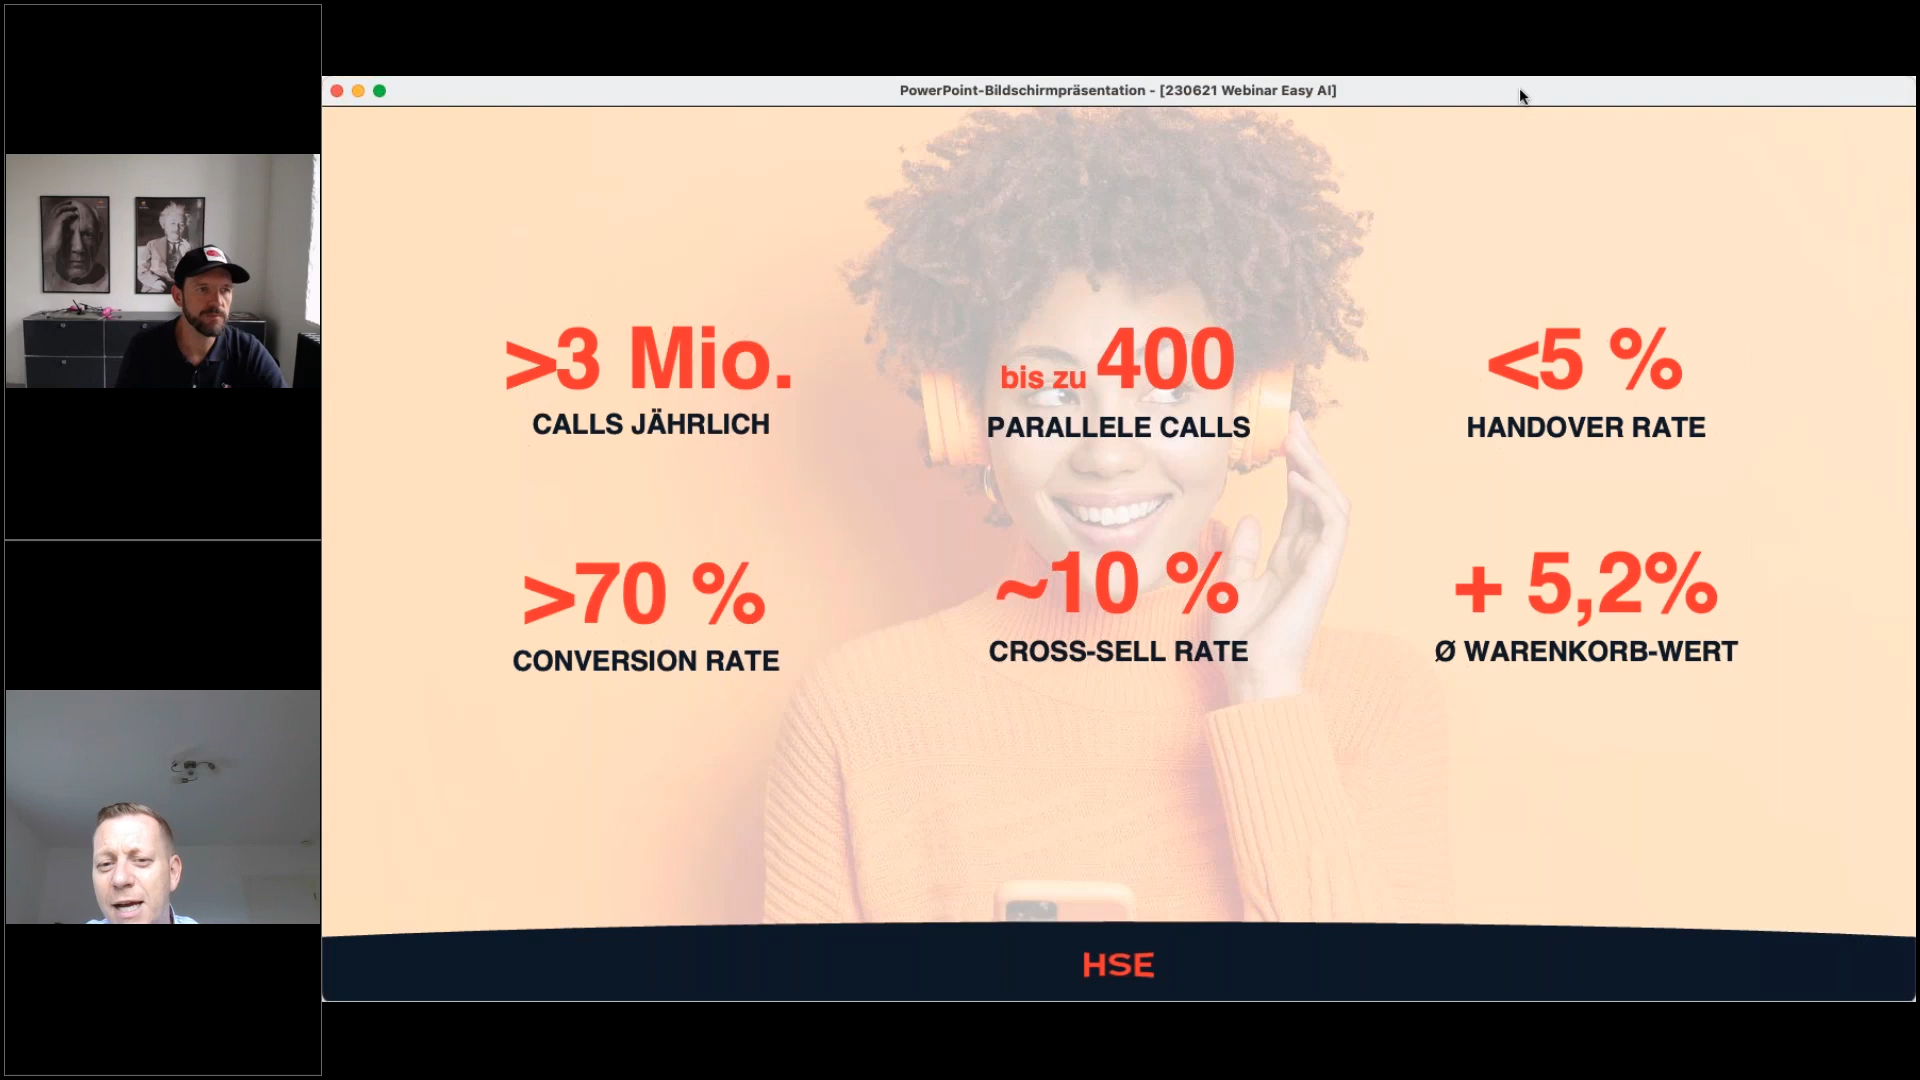 PowerPoint-Bildschirmpräsentation - [230621 Webinar Easy AI]
>3 Mio.
CALLS JÄHRLICH
bis zu 400
PARALLELE CALLS
<5 %
HANDOVER RATE
>70 %
CONVERSION RATE
~10 %
CROSS-SELL RATE
+ 5,2%
Ø WARENKORB-WERT
HSE